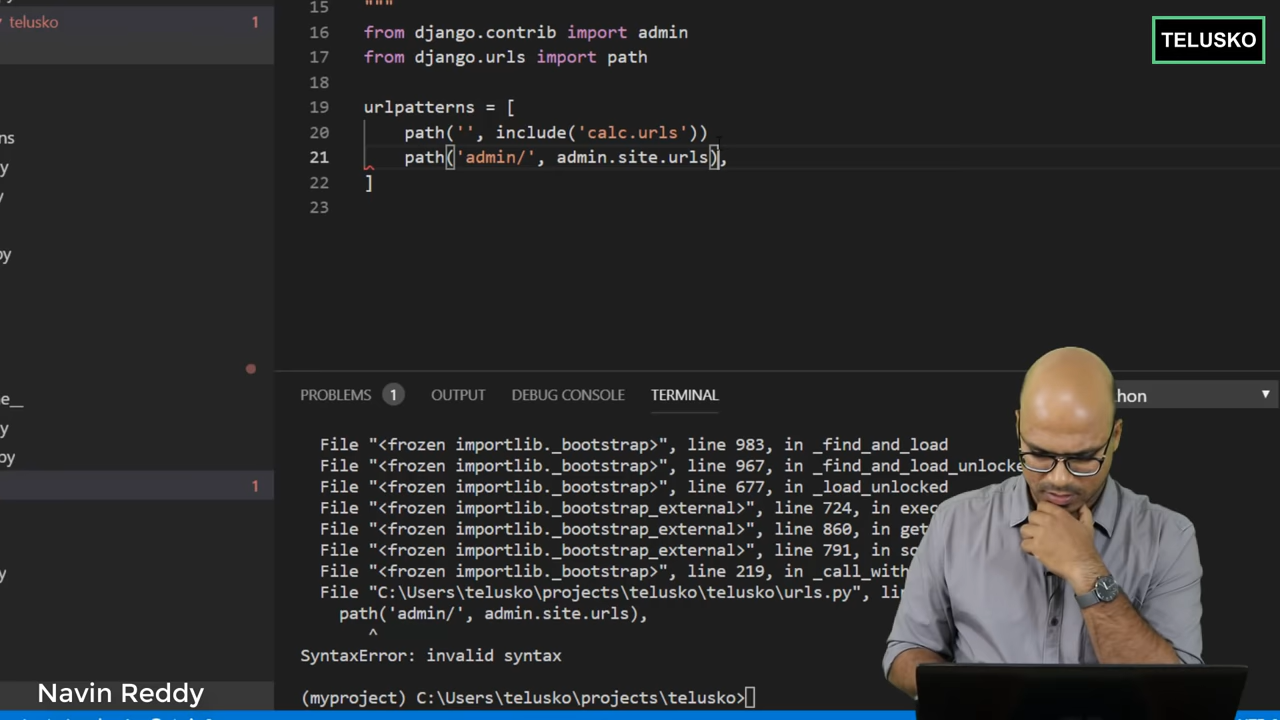 telusko 1
TELUSKO
15 """
16 from django.contrib import admin
17 from django.urls import path
18
19 urlpatterns = [
20 path('', include('calc.urls'))
21 path('admin/', admin.site.urls),
22 ]
23
ns
y
py
e__
y
py
1
y
PROBLEMS 1 OUTPUT DEBUG CONSOLE TERMINAL hon
File "<frozen importlib._bootstrap>", line 983, in _find_and_load
File "<frozen importlib._bootstrap>", line 967, in _find_and_load_unlocke
File "<frozen importlib._bootstrap>", line 677, in _load_unlocked
File "<frozen importlib._bootstrap_external>", line 724, in exec
File "<frozen importlib._bootstrap_external>", line 860, in get
File "<frozen importlib._bootstrap_external>", line 791, in so
File "<frozen importlib._bootstrap>", line 219, in _call_with
File "C:\Users\telusko\projects\telusko\telusko\urls.py", lin
path('admin/', admin.site.urls),
^
SyntaxError: invalid syntax
(myproject) C:\Users\telusko\projects\telusko>
Navin Reddy